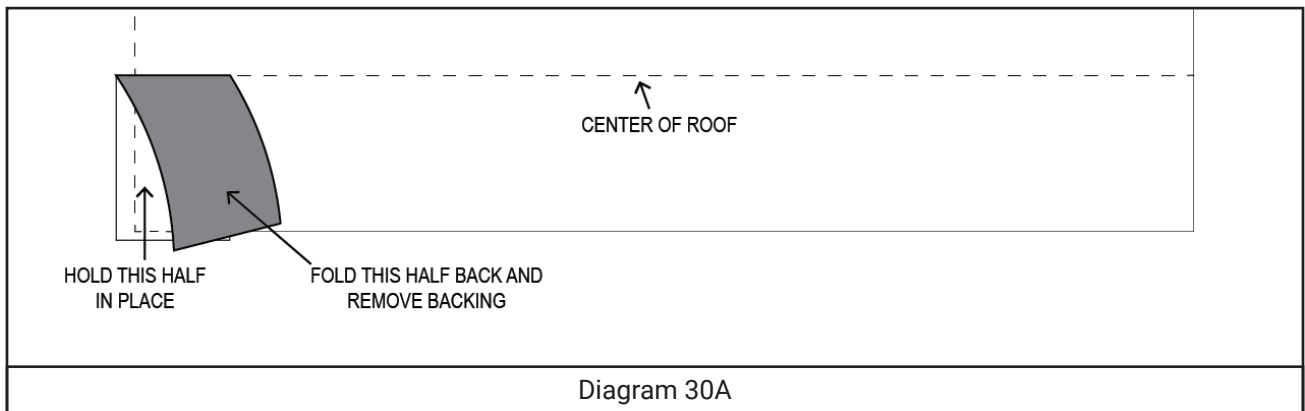 CENTER OF ROOF
HOLD THIS HALF
IN PLACE
FOLD THIS HALF BACK AND
REMOVE BACKING
Diagram 30A